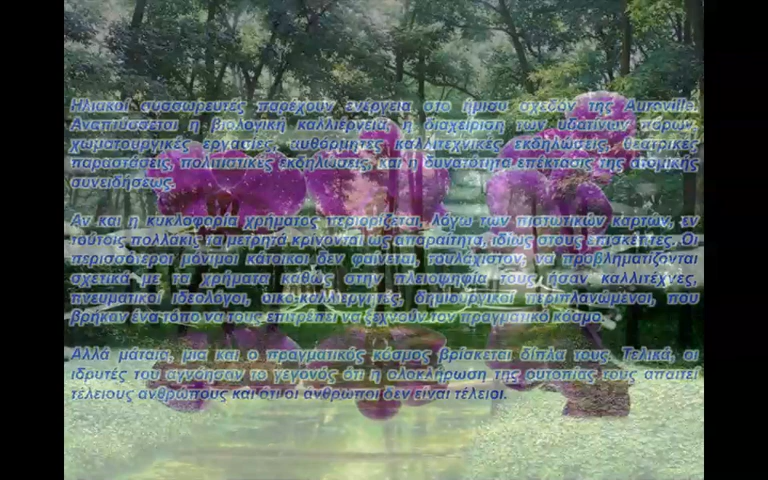 Ηλιακοί συσσωρευτές παρέχουν ενέργεια στο ήμισυ σχεδόν της Auroville.
Αναπτύσσεται η βιολογική καλλιέργεια, η διαχείριση των υδάτινων πόρων,
χωματουργικές εργασίες, αυθόρμητες καλλιτεχνικές εκδηλώσεις, θεατρικές
παραστάσεις, πολιτιστικές εκδηλώσεις, και η δυνατότητα επέκτασης της ατομικής
συνειδήσεως.
Αν και η κυκλοφορία χρήματος περιορίζεται, λόγω των πιστωτικών καρτών, εν
τούτοις πολλάκις τα μετρητά κρίνονται ως απαραίτητα, ιδίως στους επισκέπτες. Οι
περισσότεροι μόνιμοι κάτοικοι δεν φαίνεται, τουλάχιστον, να προβληματίζονται
σχετικά με τα χρήματα καθώς στην πλειοψηφία τους ήσαν καλλιτέχνες,
πνευματικοί ιδεολόγοι, οικο-καλλιεργητές, δημιουργικοί περιπλανώμενοι, που
βρήκαν ένα τόπο να τους επιτρέπει να ξεχνούν τον πραγματικό κόσμο.
Αλλά μάταια, μια και ο πραγματικός κόσμος βρίσκεται δίπλα τους. Τελικά, οι
ιδρυτές του αγνόησαν το γεγονός ότι η ολοκλήρωση της ουτοπίας τους απαιτεί
τέλειους ανθρώπους και ότι οι άνθρωποι δεν είναι τέλειοι.